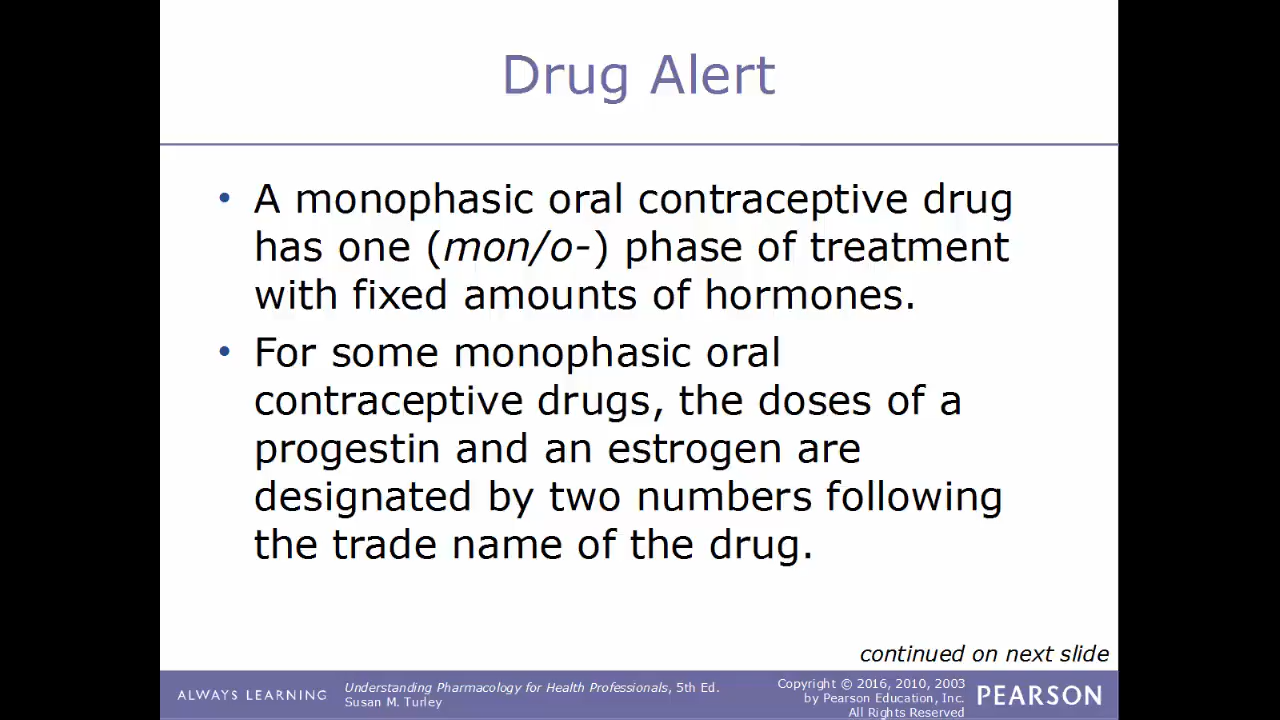 Drug Alert
• A monophasic oral contraceptive drug
has one (mon/o-) phase of treatment
with fixed amounts of hormones.
• For some monophasic oral
contraceptive drugs, the doses of a
progestin and an estrogen are
designated by two numbers following
the trade name of the drug.
continued on next slide
ALWAYS LEARNING
Understanding Pharmacology for Health Professionals, 5th Ed.
Susan M. Turley
Copyright © 2016, 2010, 2003
by Pearson Education, Inc.
All Rights Reserved
PEARSON